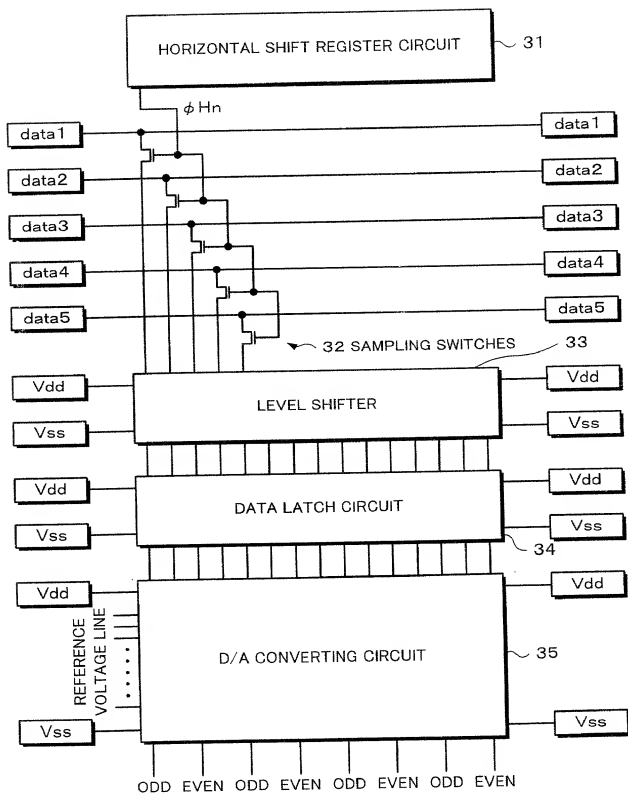 HORIZONTAL SHIFT REGISTER CIRCUIT
31
φHn
data1
data1
data2
data2
data3
data3
data4
data4
data5
data5
32 SAMPLING SWITCHES
33
Vdd
Vdd
LEVEL SHIFTER
Vss
Vss
Vdd
Vdd
DATA LATCH CIRCUIT
Vss
Vss
34
Vdd
Vdd
REFERENCE
VOLTAGE LINE
D/A CONVERTING CIRCUIT
35
Vss
Vss
ODD EVEN ODD EVEN ODD EVEN ODD EVEN